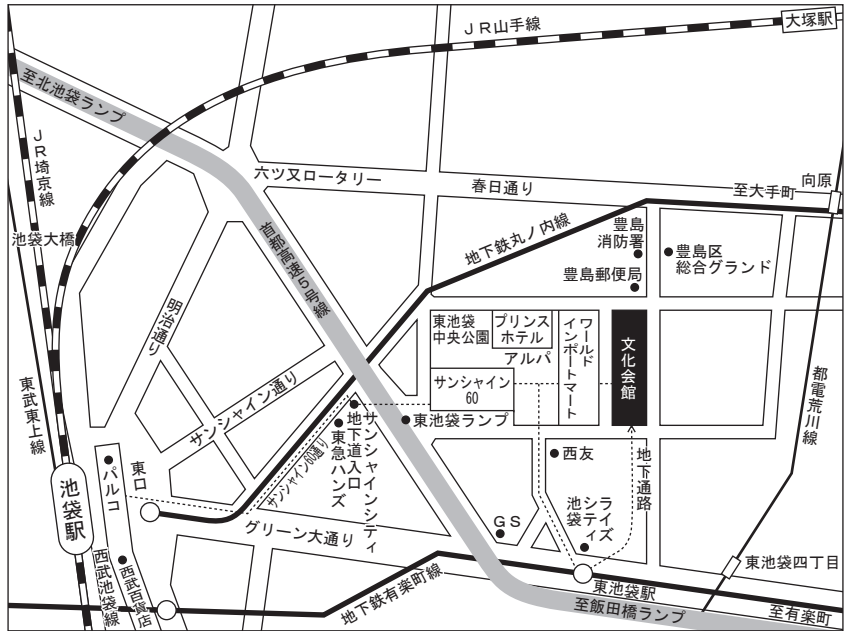 JR山手線
大塚駅
至北池袋ランプ
JR埼京線
六ツ又ロータリー
春日通り
向原
至大手町
池袋大橋
首都高速5号線
地下鉄丸ノ内線
豊島
消防署
豊島区
総合グランド
豊島郵便局
明治通り
東池袋
中央公園
プリンス
ホテル
アルパ
ワールド
インポートマート
文化会館
サンシャイン
60
都電荒川線
東武東上線
サンシャイン通り
サンシャイン60通り
サンシャインシティ
地下道入口
東急ハンズ
東池袋ランプ
西友
地下通路
パルコ
東口
池袋駅
グリーン大通り
GS
ライズ
シティ
池袋
東池袋四丁目
西武池袋線
西武百貨店
地下鉄有楽町線
東池袋駅
至飯田橋ランプ
至有楽町